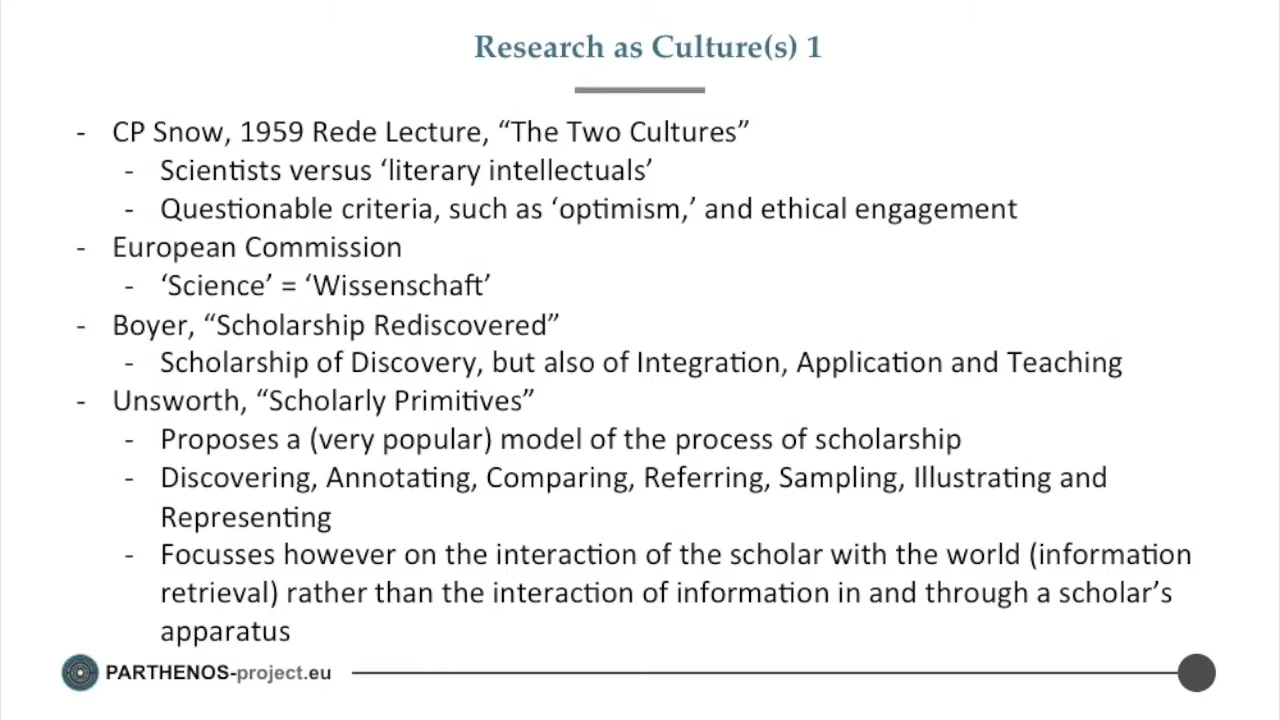 Research as Culture(s) 1
- CP Snow, 1959 Rede Lecture, “The Two Cultures”
- Scientists versus ‘literary intellectuals’
- Questionable criteria, such as ‘optimism,’ and ethical engagement
- European Commission
- ‘Science’ = ‘Wissenschaft’
- Boyer, “Scholarship Rediscovered”
- Scholarship of Discovery, but also of Integration, Application and Teaching
- Unsworth, “Scholarly Primitives”
- Proposes a (very popular) model of the process of scholarship
- Discovering, Annotating, Comparing, Referring, Sampling, Illustrating and
Representing
- Focusses however on the interaction of the scholar with the world (information
retrieval) rather than the interaction of information in and through a scholar’s
apparatus
PARTHENOS-project.eu